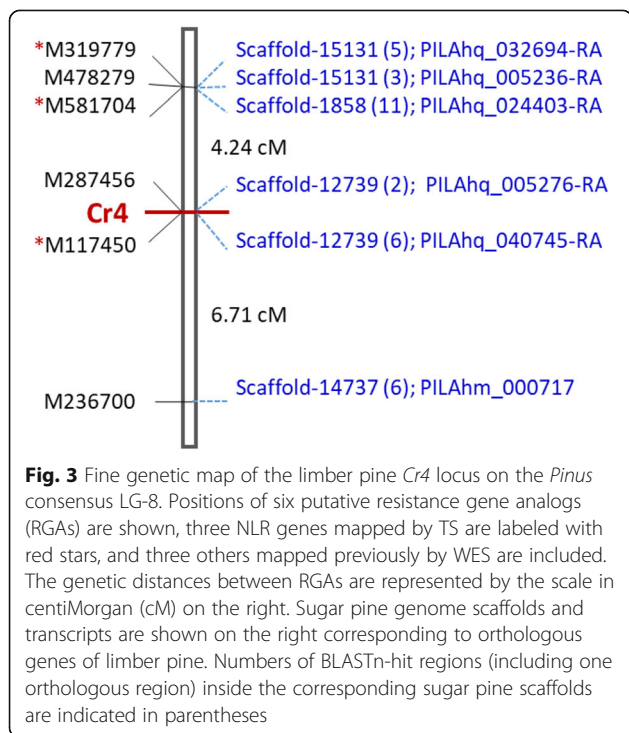 *M319779 Scaffold-15131 (5); PILAhq_032694-RA
M478279 Scaffold-15131 (3); PILAhq_005236-RA
*M581704 Scaffold-1858 (11); PILAhq_024403-RA
4.24 cM
M287456 Scaffold-12739 (2); PILAhq_005276-RA
Cr4
*M117450 Scaffold-12739 (6); PILAhq_040745-RA
6.71 cM
M236700 Scaffold-14737 (6); PILAhm_000717
Fig. 3 Fine genetic map of the limber pine Cr4 locus on the Pinus
consensus LG-8. Positions of six putative resistance gene analogs
(RGAs) are shown, three NLR genes mapped by TS are labeled with
red stars, and three others mapped previously by WES are included.
The genetic distances between RGAs are represented by the scale in
centiMorgan (cM) on the right. Sugar pine genome scaffolds and
transcripts are shown on the right corresponding to orthologous
genes of limber pine. Numbers of BLASTn-hit regions (including one
orthologous region) inside the corresponding sugar pine scaffolds
are indicated in parentheses